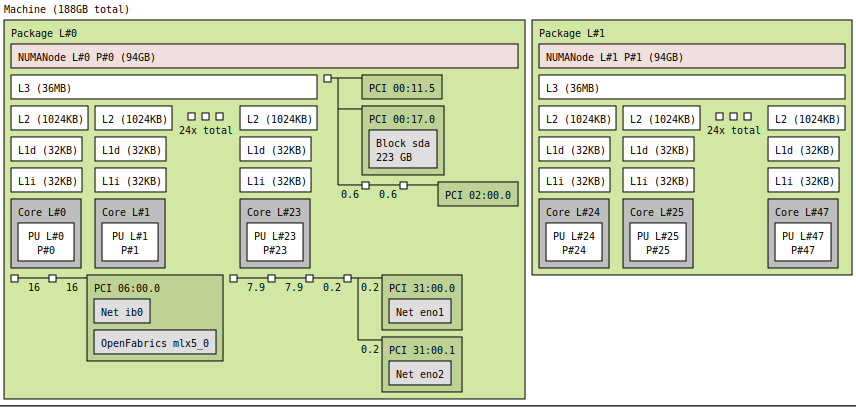 Machine (188GB total)
Package L#0
NUMANode L#0 P#0 (94GB)
L3 (36MB)
L2 (1024KB)
L2 (1024KB)
24x total
L2 (1024KB)
L1d (32KB)
L1d (32KB)
L1d (32KB)
L1i (32KB)
L1i (32KB)
L1i (32KB)
Core L#0
PU L#0
P#0
Core L#1
PU L#1
P#1
Core L#23
PU L#23
P#23
PCI 00:11.5
PCI 00:17.0
Block sda
223 GB
0.6
0.6
PCI 02:00.0
16
16
PCI 06:00.0
Net ib0
OpenFabrics mlx5_0
7.9
7.9
0.2
0.2
PCI 31:00.0
Net eno1
0.2
PCI 31:00.1
Net eno2
Package L#1
NUMANode L#1 P#1 (94GB)
L3 (36MB)
L2 (1024KB)
L2 (1024KB)
24x total
L2 (1024KB)
L1d (32KB)
L1d (32KB)
L1d (32KB)
L1i (32KB)
L1i (32KB)
L1i (32KB)
Core L#24
PU L#24
P#24
Core L#25
PU L#25
P#25
Core L#47
PU L#47
P#47